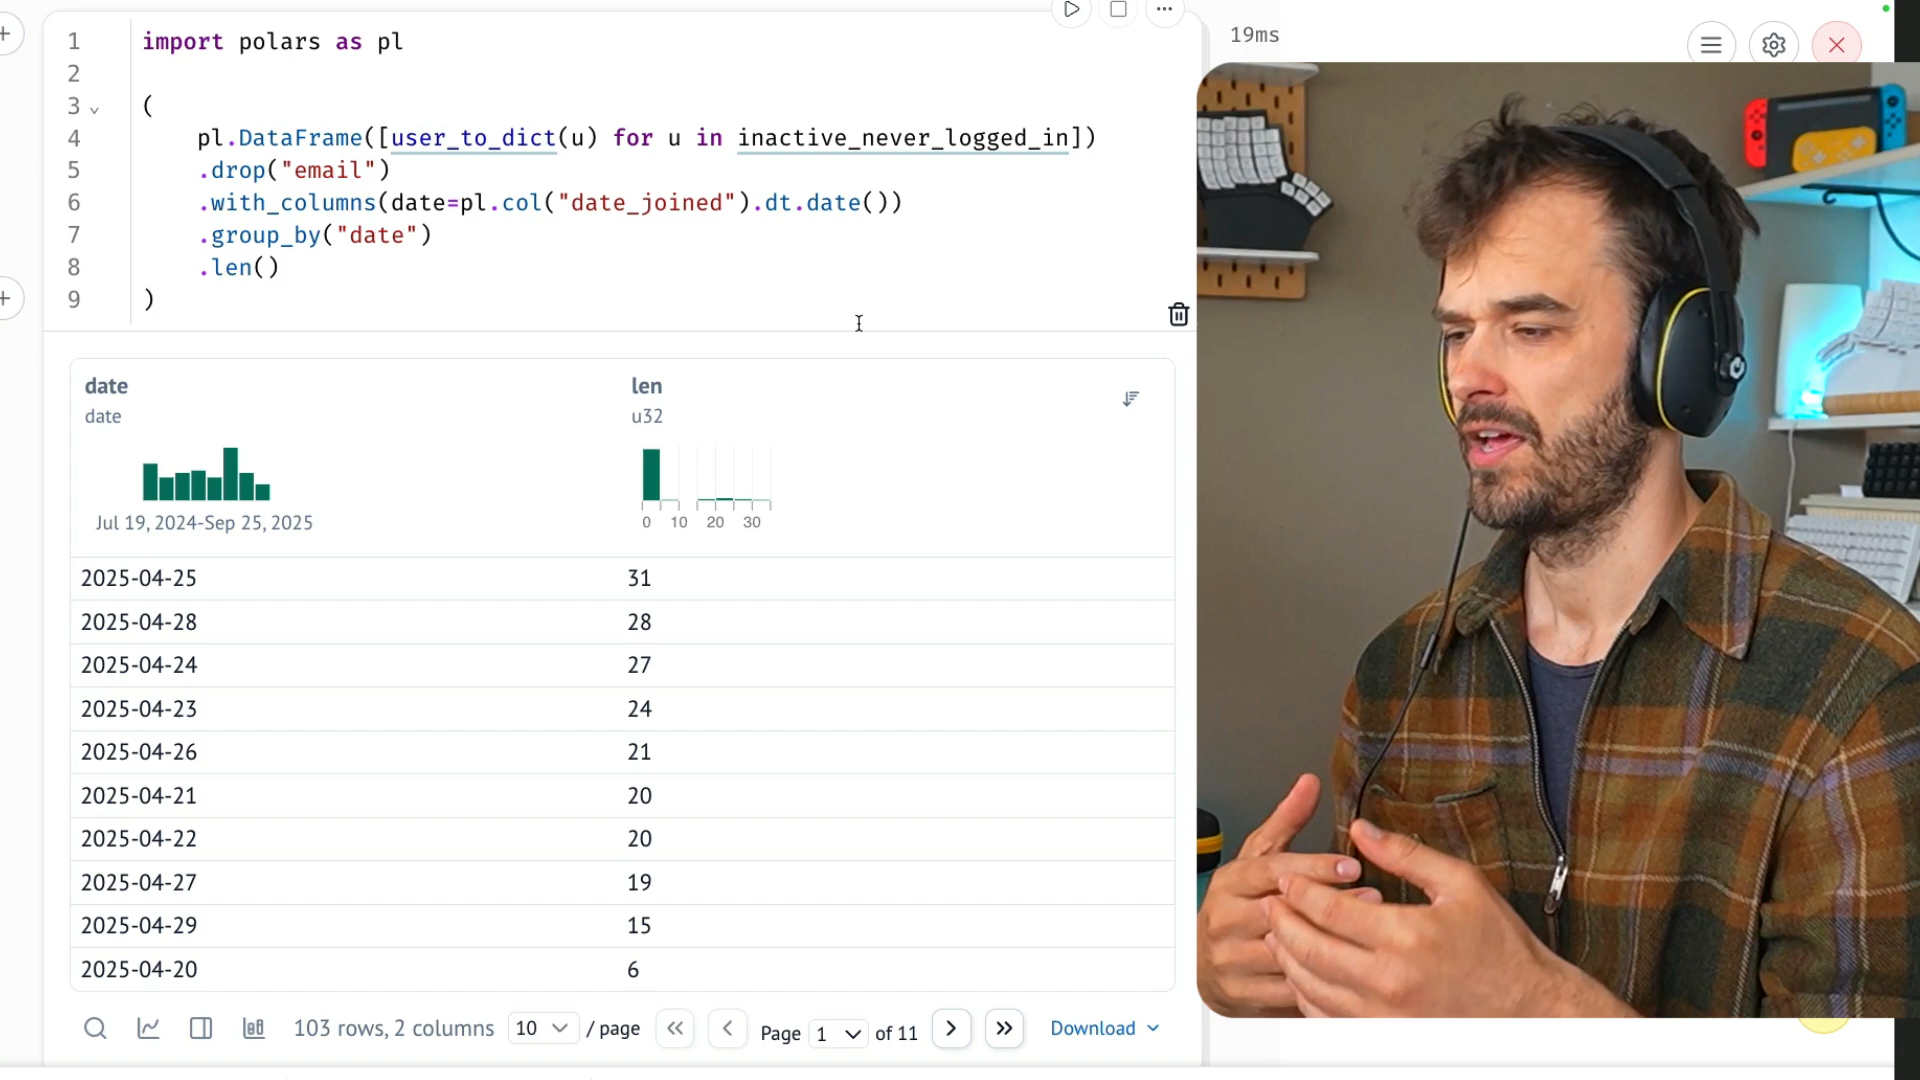 19ms
1 import polars as pl
2
3 (
4 pl.DataFrame([user_to_dict(u) for u in inactive_never_logged_in])
5 .drop("email")
6 .with_columns(date=pl.col("date_joined").dt.date())
7 .group_by("date")
8 .len()
9 )
date len
date u32
0 10 20 30
Jul 19, 2024-Sep 25, 2025
2025-04-25 31
2025-04-28 28
2025-04-24 27
2025-04-23 24
2025-04-26 21
2025-04-21 20
2025-04-22 20
2025-04-27 19
2025-04-29 15
2025-04-20 6
103 rows, 2 columns 10 / page Page 1 of 11 Download